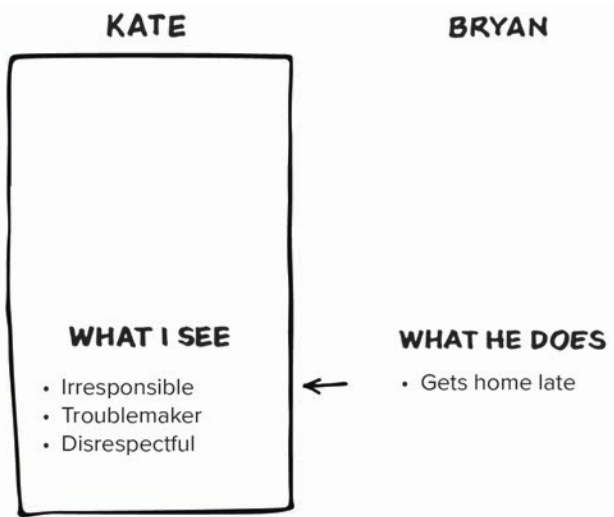 KATE
BRYAN
WHAT I SEE
• Irresponsible
• Troublemaker
• Disrespectful
WHAT HE DOES
• Gets home late